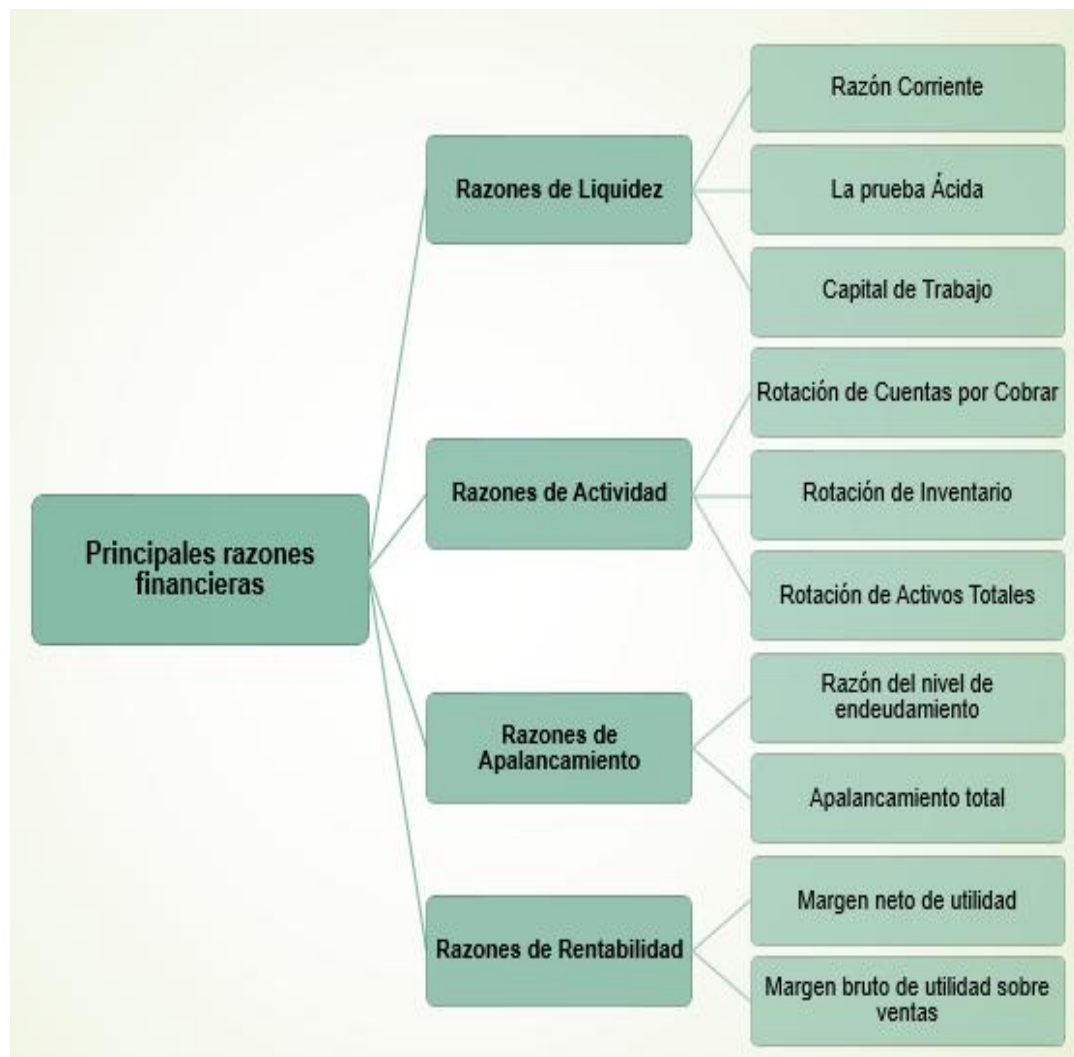 Principales razones
financieras
Razones de Liquidez
Razón Corriente
La prueba Ácida
Capital de Trabajo
Razones de Actividad
Rotación de Cuentas por Cobrar
Rotación de Inventario
Rotación de Activos Totales
Razones de
Apalancamiento
Razón del nivel de
endeudamiento
Apalancamiento total
Razones de Rentabilidad
Margen neto de utilidad
Margen bruto de utilidad sobre
ventas